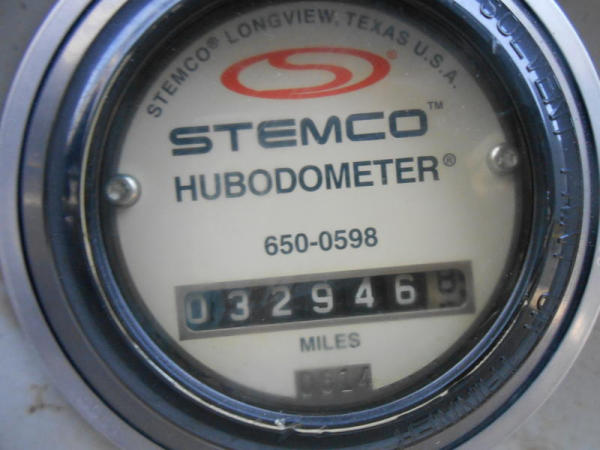 STEMCO® LONGVIEW, TEXAS U.S.A.
STEMCO™
HUBODOMETER®
650-0598
032946
MILES